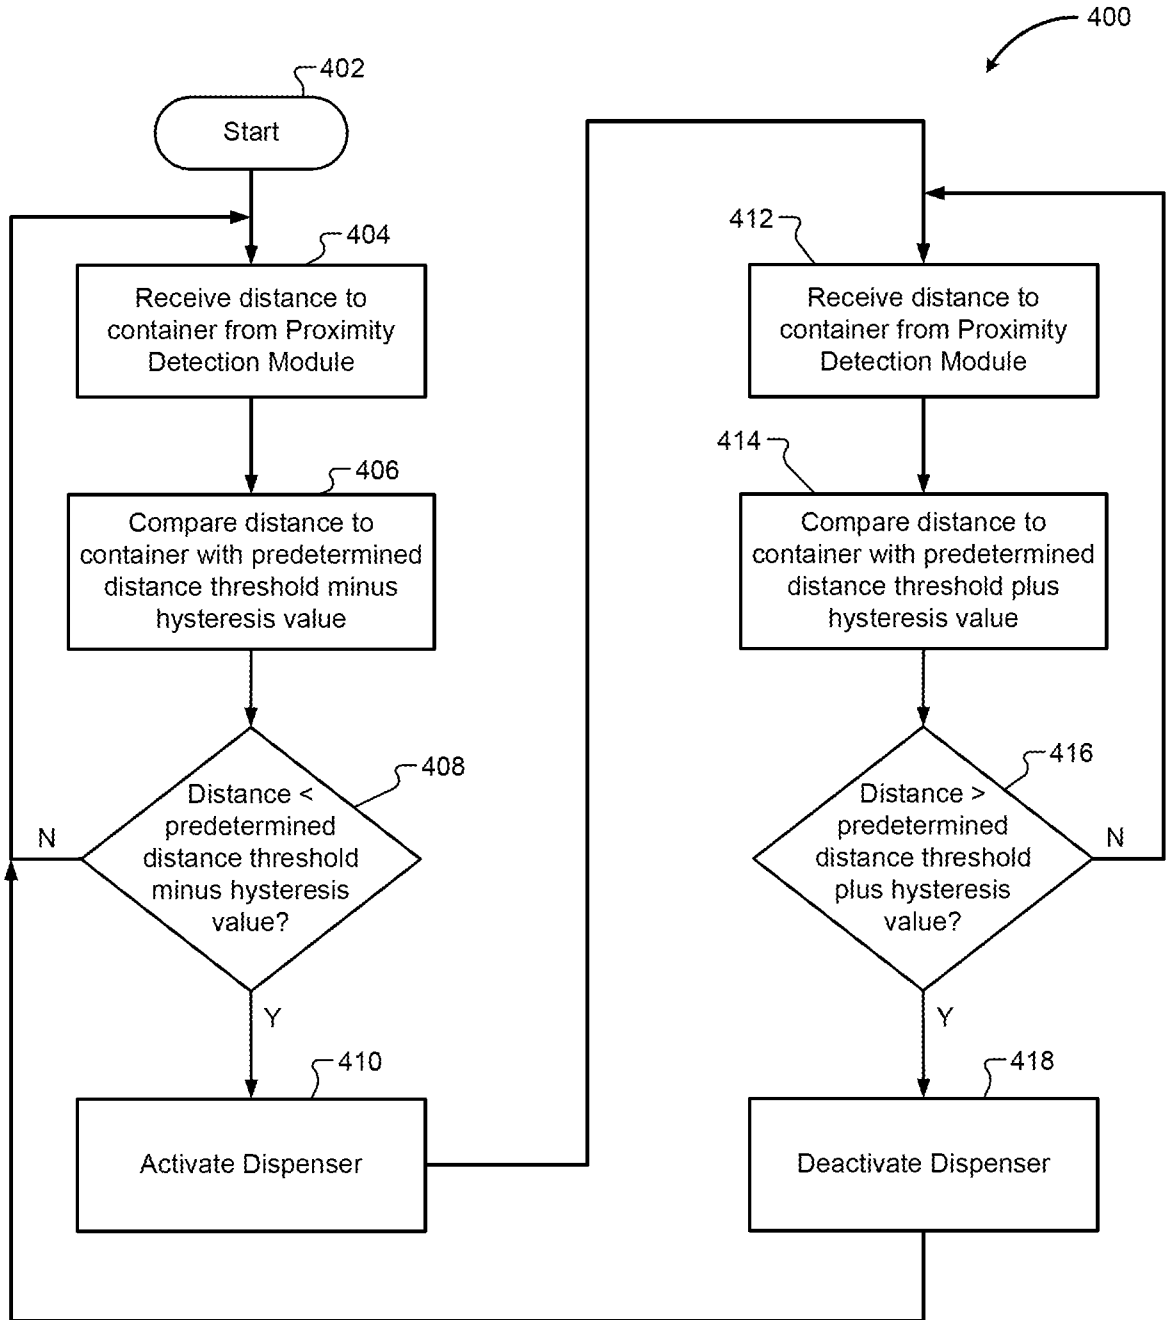 400
402
Start
404
Receive distance to
container from Proximity
Detection Module
406
Compare distance to
container with predetermined
distance threshold minus
hysteresis value
408
Distance <
predetermined
distance threshold
minus hysteresis
value?
N
Y
410
Activate Dispenser
412
Receive distance to
container from Proximity
Detection Module
414
Compare distance to
container with predetermined
distance threshold plus
hysteresis value
416
Distance >
predetermined
distance threshold
plus hysteresis
value?
N
Y
418
Deactivate Dispenser